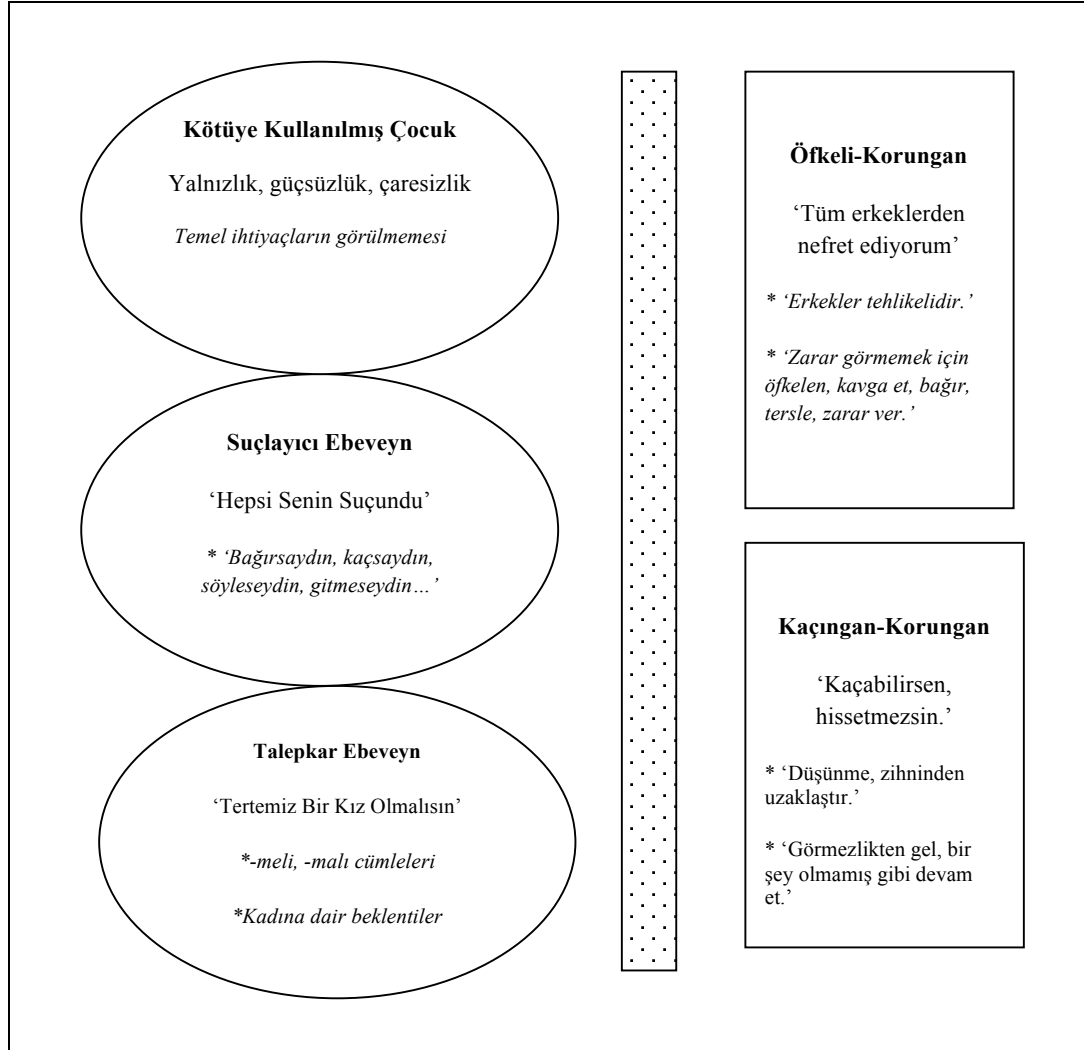 Kötüye Kullanılmış Çocuk
Yalnızlık, güçsüzlük, çaresizlik
Temel ihtiyaçların görülmemesi
Suçlayıcı Ebeveyn
‘Hepsi Senin Suçundu’
* ‘Bağırsaydın, kaçsaydın,
söyleseydin, gitmeseydin…’
Talepkar Ebeveyn
‘Tertemiz Bir Kız Olmalısın’
*-meli, -malı cümleleri
*Kadına dair beklentiler
Öfkeli-Korungan
‘Tüm erkeklerden
nefret ediyorum’
* ‘Erkekler tehlikelidir.’
* ‘Zarar görmemek için
öfkelen, kavga et, bağır,
tersle, zarar ver.’
Kaçıngan-Korungan
‘Kaçabilirsen,
hissetmezsin.’
* ‘Düşünme, zihninden
uzaklaştır.’
* ‘Görmezlikten gel, bir
şey olmamış gibi devam
et.’